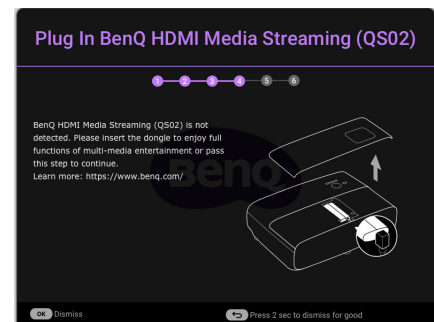 Plug In BenQ HDMI Media Streaming (QS02)
1 2 3 4 5 6
BenQ HDMI Media Streaming (QS02) is not
detected. Please insert the dongle to enjoy full
functions of multi-media entertainment or pass
this step to continue.
Learn more: https://www.benq.com/
BenQ
OK Dismiss
Press 2 sec to dismiss for good